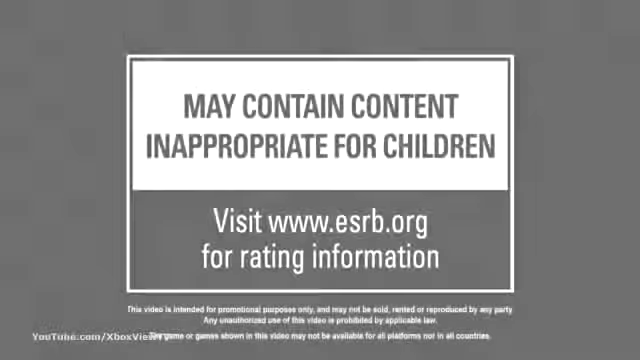 MAY CONTAIN CONTENT
INAPPROPRIATE FOR CHILDREN
Visit www.esrb.org
for rating information
This video is intended for promotional purposes only, and may not be sold, rented or reproduced by any party
Any unauthorized use of this video is prohibited by applicable law.
The game or games shown in this video may not be available for all platforms nor in all countries.